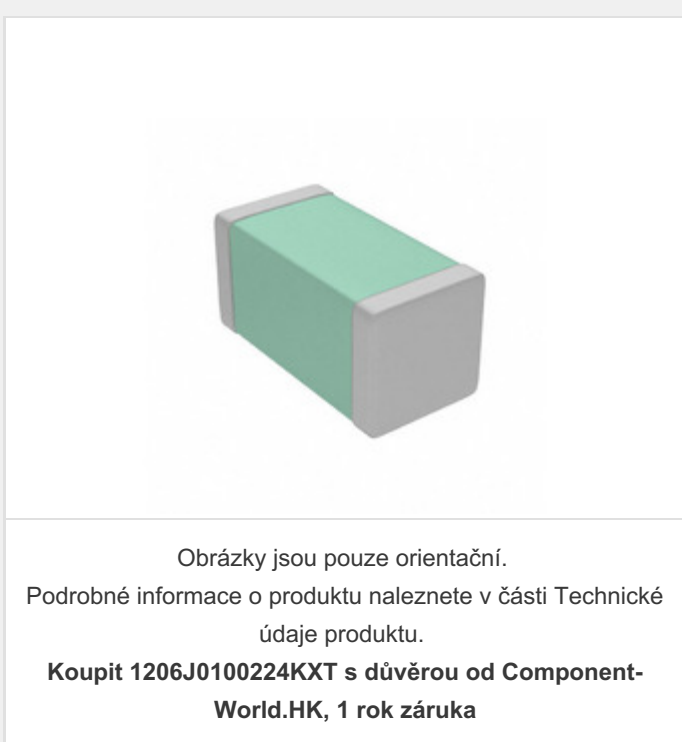 Obrázky jsou pouze orientační.
Podrobné informace o produktu naleznete v části Technické
údaje produktu.
Koupit 1206J0100224KXT s důvěrou od Component-
World.HK, 1 rok záruka